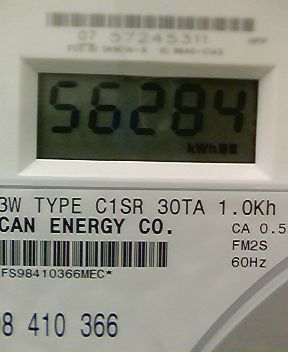 07 57245311
56284
kWh
3W TYPE C1SR 30TA 1.0Kh
CAN ENERGY CO.
CA 0.5
FM2S
60Hz
FS98410366MEC*
98 410 366